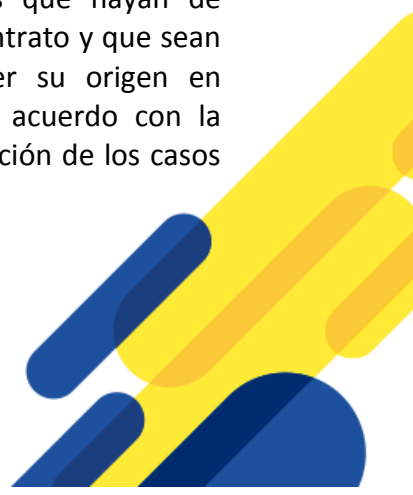 que hayan de
ntrato y que sean
er su origen en
acuerdo con la
ción de los casos